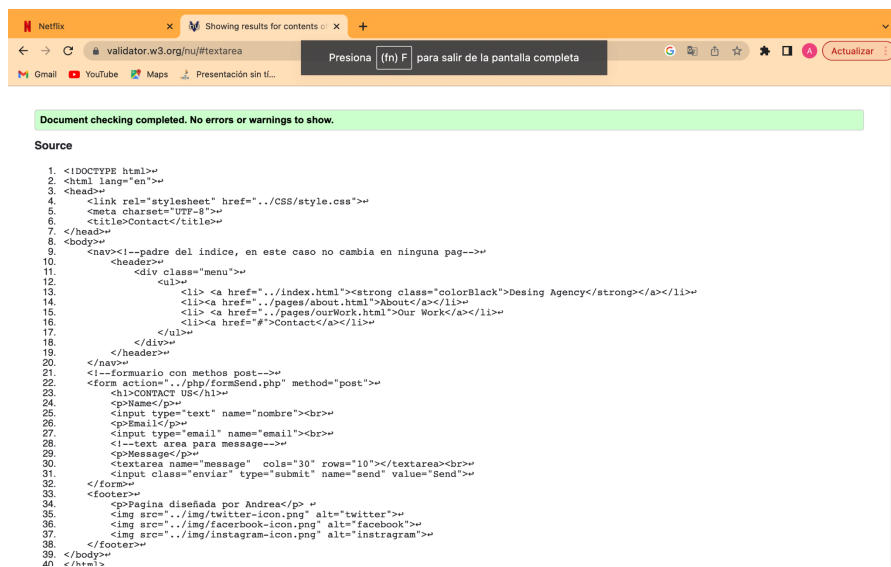 Netflix
Showing results for contents of
validator.w3.org/nu/#textarea
Presiona (fn) F para salir de la pantalla completa
Actualizar
Gmail YouTube Maps Presentación sin tí...
Document checking completed. No errors or warnings to show.
Source
1. <!DOCTYPE html>↩
2. <html lang="en">↩
3. <head>↩
4. <link rel="stylesheet" href="../CSS/style.css">↩
5. <meta charset="UTF-8">↩
6. <title>Contact</title>↩
7. </head>↩
8. <body>↩
9. <nav><!--padre del indice, en este caso no cambia en ninguna pag-->↩
10. <header>↩
11. <div class="menu">↩
12. <ul>↩
13. <li> <a href="../index.html"><strong class="colorBlack">Desing Agency</strong></a></li>↩
14. <li><a href="../pages/about.html">About</a></li>↩
15. <li> <a href="../pages/ourWork.html">Our Work</a></li>↩
16. <li><a href="#">Contact</a></li>↩
17. </ul>↩
18. </div>↩
19. </header>↩
20. </nav>↩
21. <!--formuario con methos post-->↩
22. <form action="../php/formSend.php" method="post">↩
23. <h1>CONTACT US</h1>↩
24. <p>Name</p>↩
25. <input type="text" name="nombre"><br>↩
26. <p>Email</p>↩
27. <input type="email" name="email"><br>↩
28. <!--text area para message-->↩
29. <p>Message</p>↩
30. <textarea name="message"  cols="30" rows="10"></textarea><br>↩
31. <input class="enviar" type="submit" name="send" value="Send">↩
32. </form>↩
33. <footer>↩
34. <p>Pagina diseñada por Andrea</p> ↩
35. <img src="../img/twitter-icon.png" alt="twitter">↩
36. <img src="../img/facerbook-icon.png" alt="facebook">↩
37. <img src="../img/instagram-icon.png" alt="instragram">↩
38. </footer>↩
39. </body>↩
40. </html>